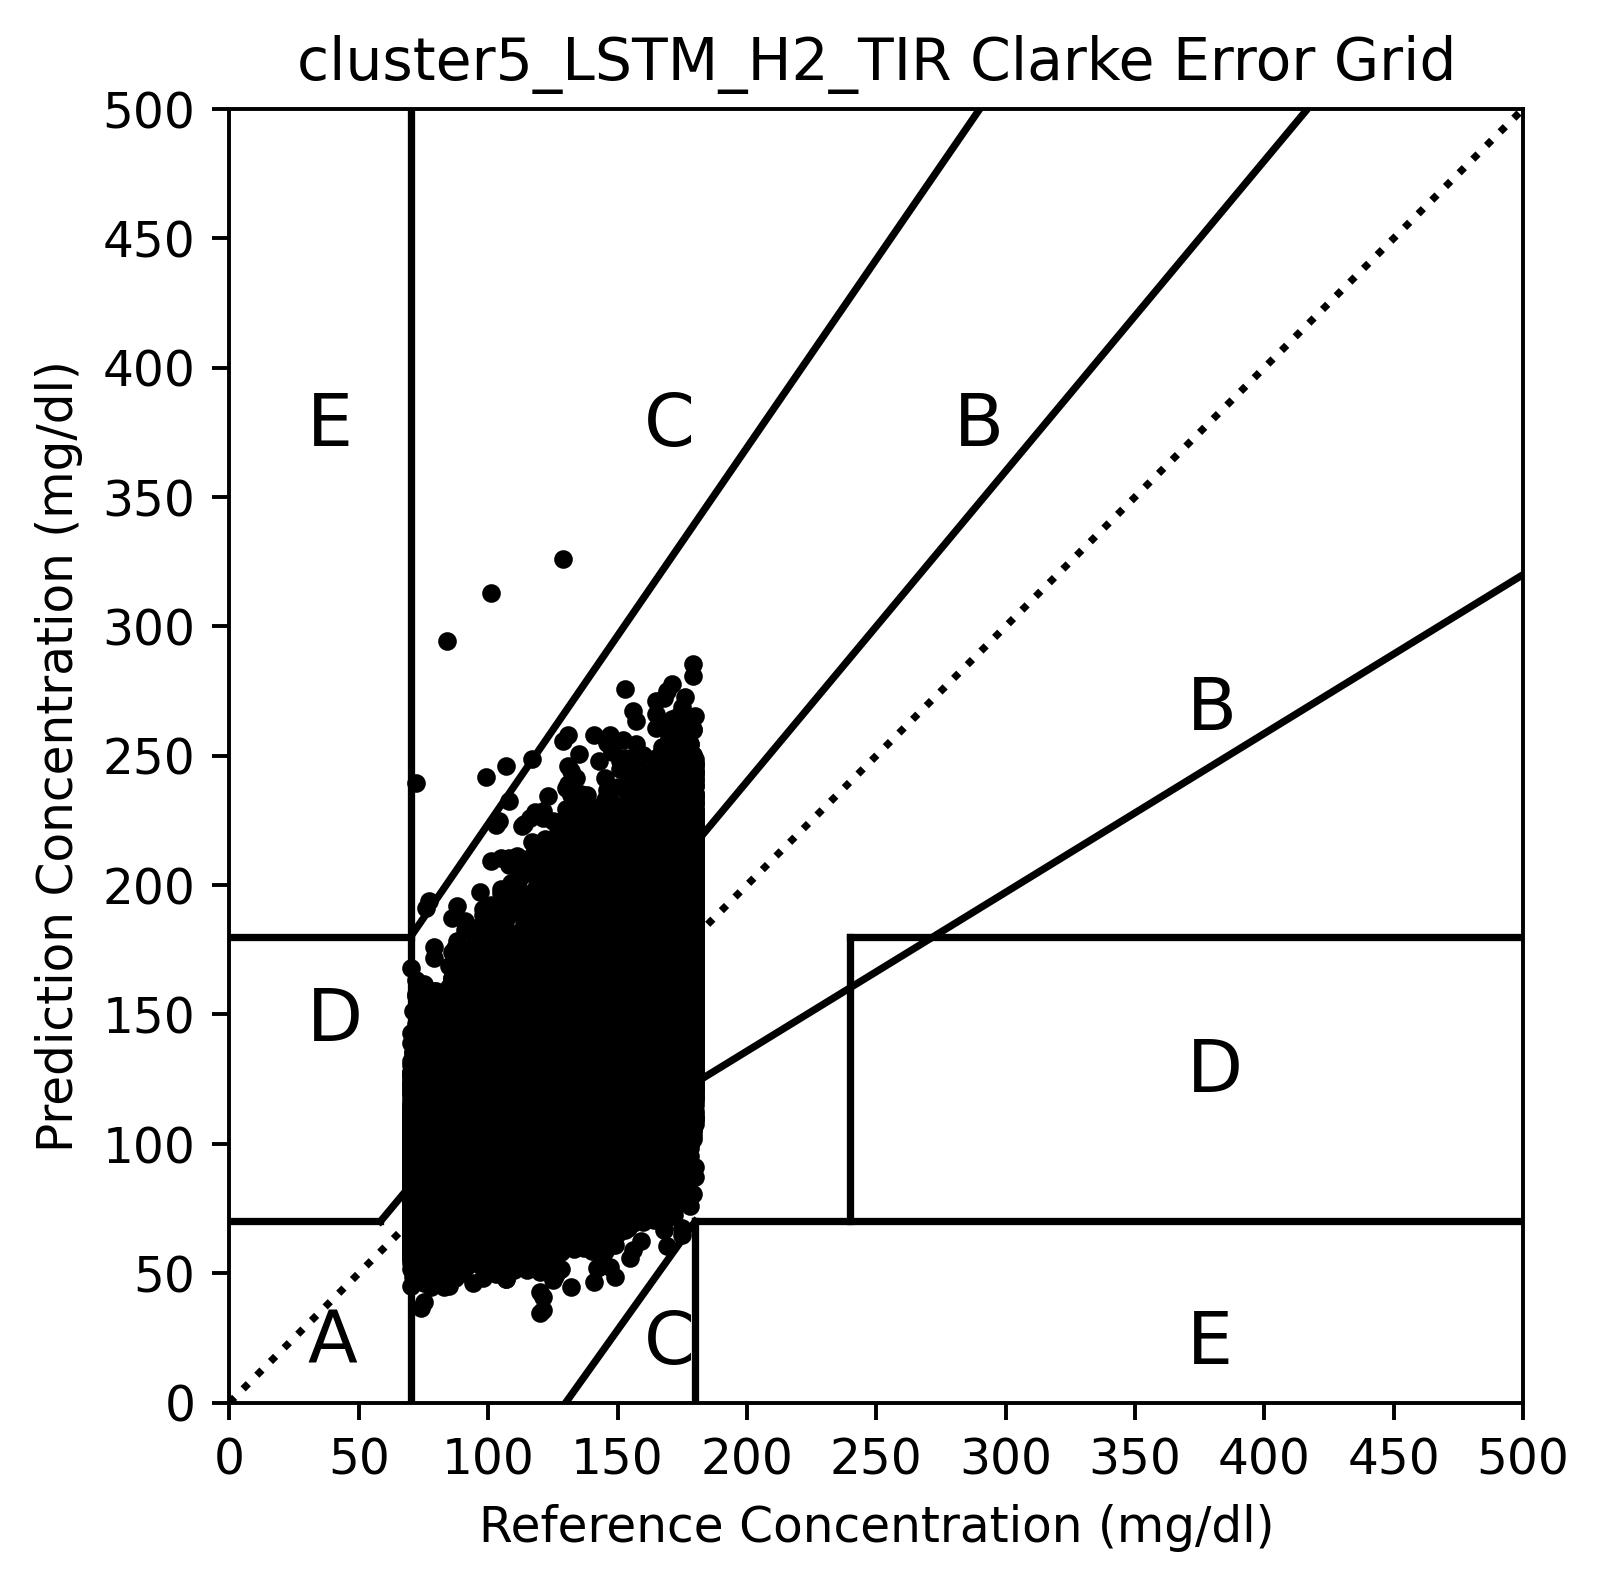 cluster5_LSTM_H2_TIR Clarke Error Grid
500
450
400
350
300
250
200
150
100
50
0
Prediction Concentration (mg/dl)
E
C
B
B
D
D
A
C
E
0 50 100 150 200 250 300 350 400 450 500
Reference Concentration (mg/dl)